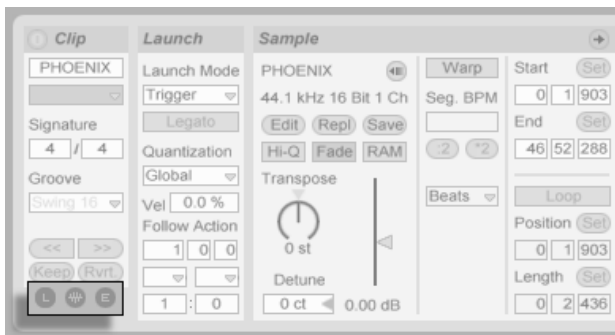 Clip
PHOENIX
Signature
4 / 4
Groove
Swing 16
<< >>
Keep Rvrt.
L E
Launch
Launch Mode
Trigger
Legato
Quantization
Global
Vel 0.0 %
Follow Action
1 0 0
1 : 0
Sample
PHOENIX
44.1 kHz 16 Bit 1 Ch
Edit Repl Save
Hi-Q Fade RAM
Transpose
0 st
Detune
0 ct 0.00 dB
Warp
Seg. BPM
:2 *2
Beats
Start Set
0 1 903
End Set
46 52 288
Loop
Position Set
0 1 903
Length Set
0 2 436